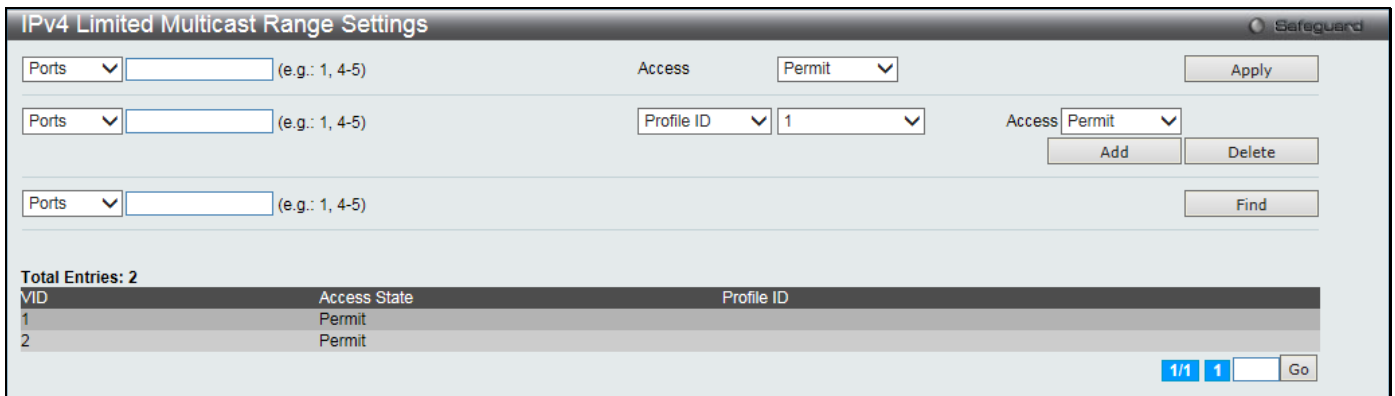 IPv4 Limited Multicast Range Settings Safeguard
Ports (e.g.: 1, 4-5) Access Permit Apply
Ports (e.g.: 1, 4-5) Profile ID 1 Access Permit
Add Delete
Ports (e.g.: 1, 4-5) Find
Total Entries: 2
VID Access State Profile ID
1 Permit
2 Permit
1/1 1 Go